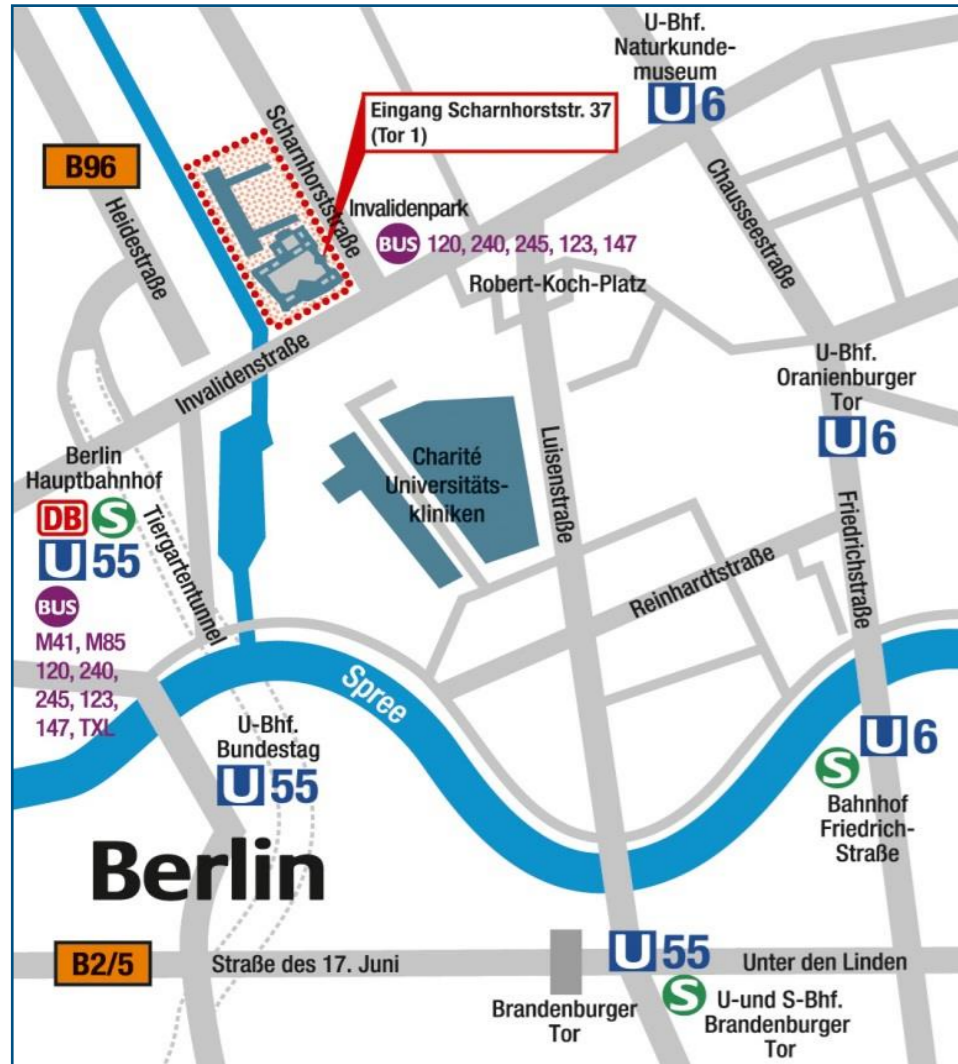 U-Bhf.
Naturkunde-
museum
U 6
Eingang Scharnhorststr. 37
(Tor 1)
B96
Scharnhorststraße
Heidestraße
Invalidenpark
BUS 120, 240, 245, 123, 147
Chausseestraße
Robert-Koch-Platz
Invalidenstraße
U-Bhf.
Oranienburger
Tor
U 6
Berlin
Hauptbahnhof
DB S
U 55
BUS
M41, M85
120, 240,
245, 123,
147, TXL
Tiergartentunnel
Charité
Universitäts-
kliniken
Luisenstraße
Reinhardtstraße
Friedrichstraße
Spree
U-Bhf.
Bundestag
U 55
U 6
S
Bahnhof
Friedrich-
Straße
Berlin
B2/5
Straße des 17. Juni
Brandenburger
Tor
U 55
Unter den Linden
S
U-und S-Bhf.
Brandenburger
Tor